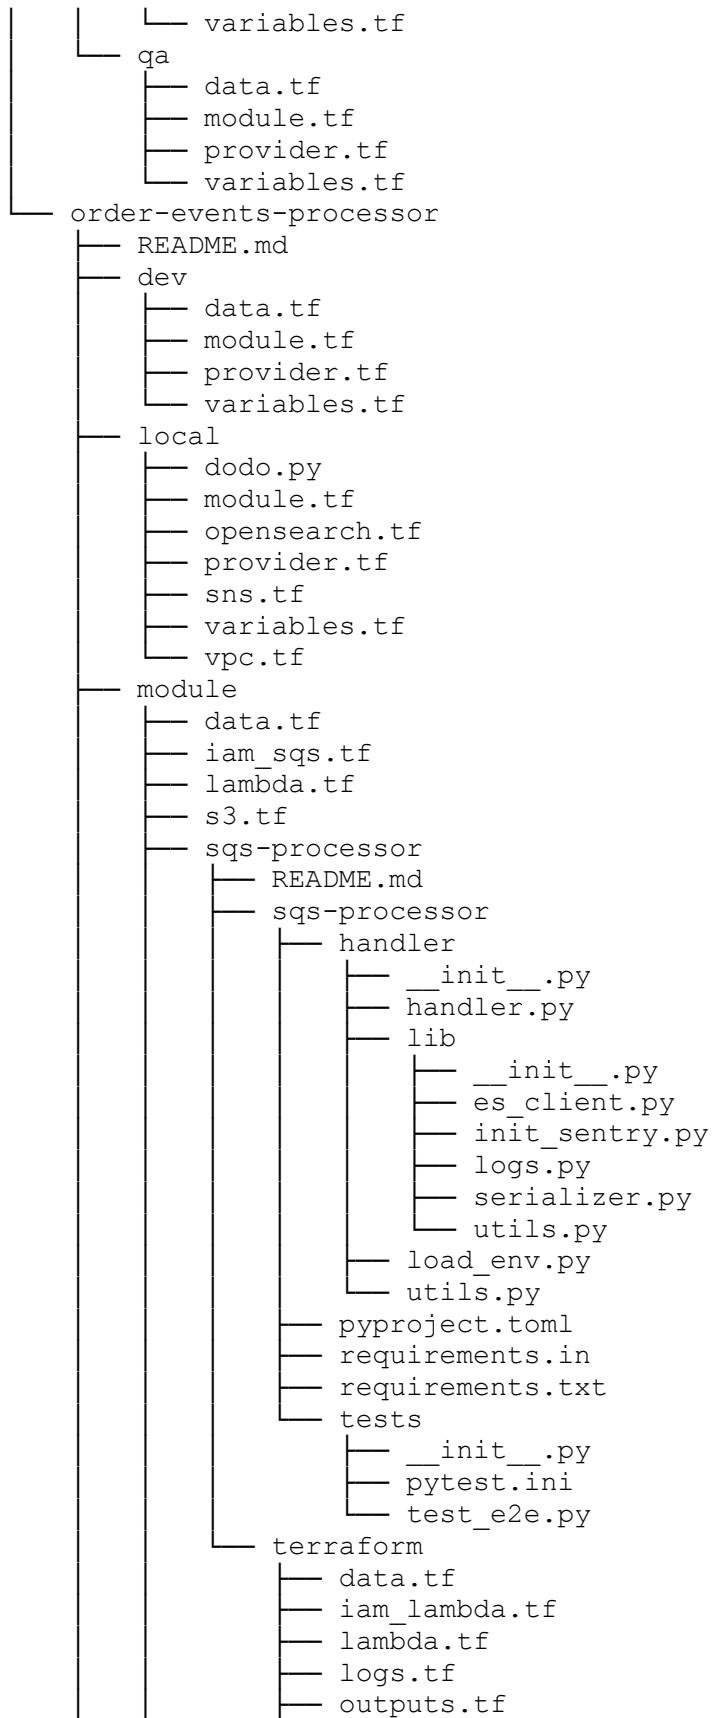 │   │   └── variables.tf
│   └── qa
│       ├── data.tf
│       ├── module.tf
│       ├── provider.tf
│       └── variables.tf
└── order-events-processor
    ├── README.md
    ├── dev
    │   ├── data.tf
    │   ├── module.tf
    │   ├── provider.tf
    │   └── variables.tf
    ├── local
    │   ├── dodo.py
    │   ├── module.tf
    │   ├── opensearch.tf
    │   ├── provider.tf
    │   ├── sns.tf
    │   ├── variables.tf
    │   └── vpc.tf
    ├── module
    │   ├── data.tf
    │   ├── iam_sqs.tf
    │   ├── lambda.tf
    │   ├── s3.tf
    │   ├── sqs-processor
    │   │   ├── README.md
    │   │   ├── sqs-processor
    │   │   │   ├── handler
    │   │   │   │   ├── __init__.py
    │   │   │   │   ├── handler.py
    │   │   │   │   ├── lib
    │   │   │   │   │   ├── __init__.py
    │   │   │   │   │   ├── es_client.py
    │   │   │   │   │   ├── init_sentry.py
    │   │   │   │   │   ├── logs.py
    │   │   │   │   │   ├── serializer.py
    │   │   │   │   │   └── utils.py
    │   │   │   │   ├── load_env.py
    │   │   │   │   └── utils.py
    │   │   │   ├── pyproject.toml
    │   │   │   ├── requirements.in
    │   │   │   ├── requirements.txt
    │   │   │   └── tests
    │   │   │       ├── __init__.py
    │   │   │       ├── pytest.ini
    │   │   │       └── test_e2e.py
    │   │   └── terraform
    │   │       ├── data.tf
    │   │       ├── iam_lambda.tf
    │   │       ├── lambda.tf
    │   │       ├── logs.tf
    │   │       ├── outputs.tf